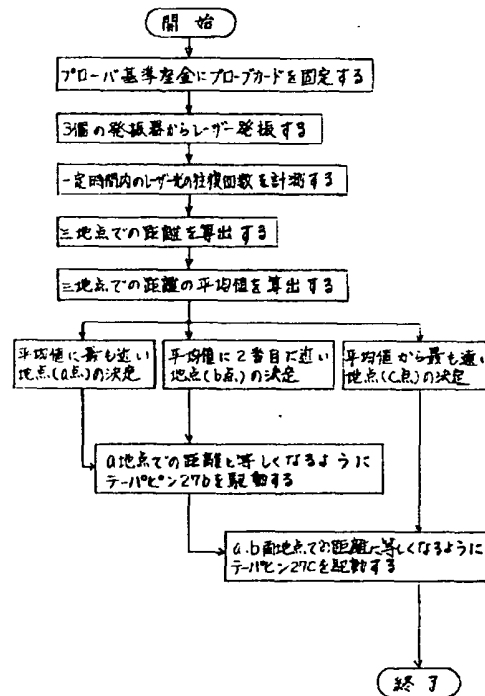 開始
プローバ基準座金にプローブカードを固定する
3個の発振器からレーザー発振する
一定時間内のレーザー光の往復回数を計測する
三地点での距離を算出する
三地点での距離の平均値を算出する
平均値に最も近い
地点(a点)の決定
平均値に2番目に近い
地点(b点)の決定
平均値から最も遠い
地点(c点)の決定
a地点での距離と等しくなるように
テーパピン27bを駆動する
a.b両地点での距離に等しくなるように
テーパピン27cを駆動する
終了